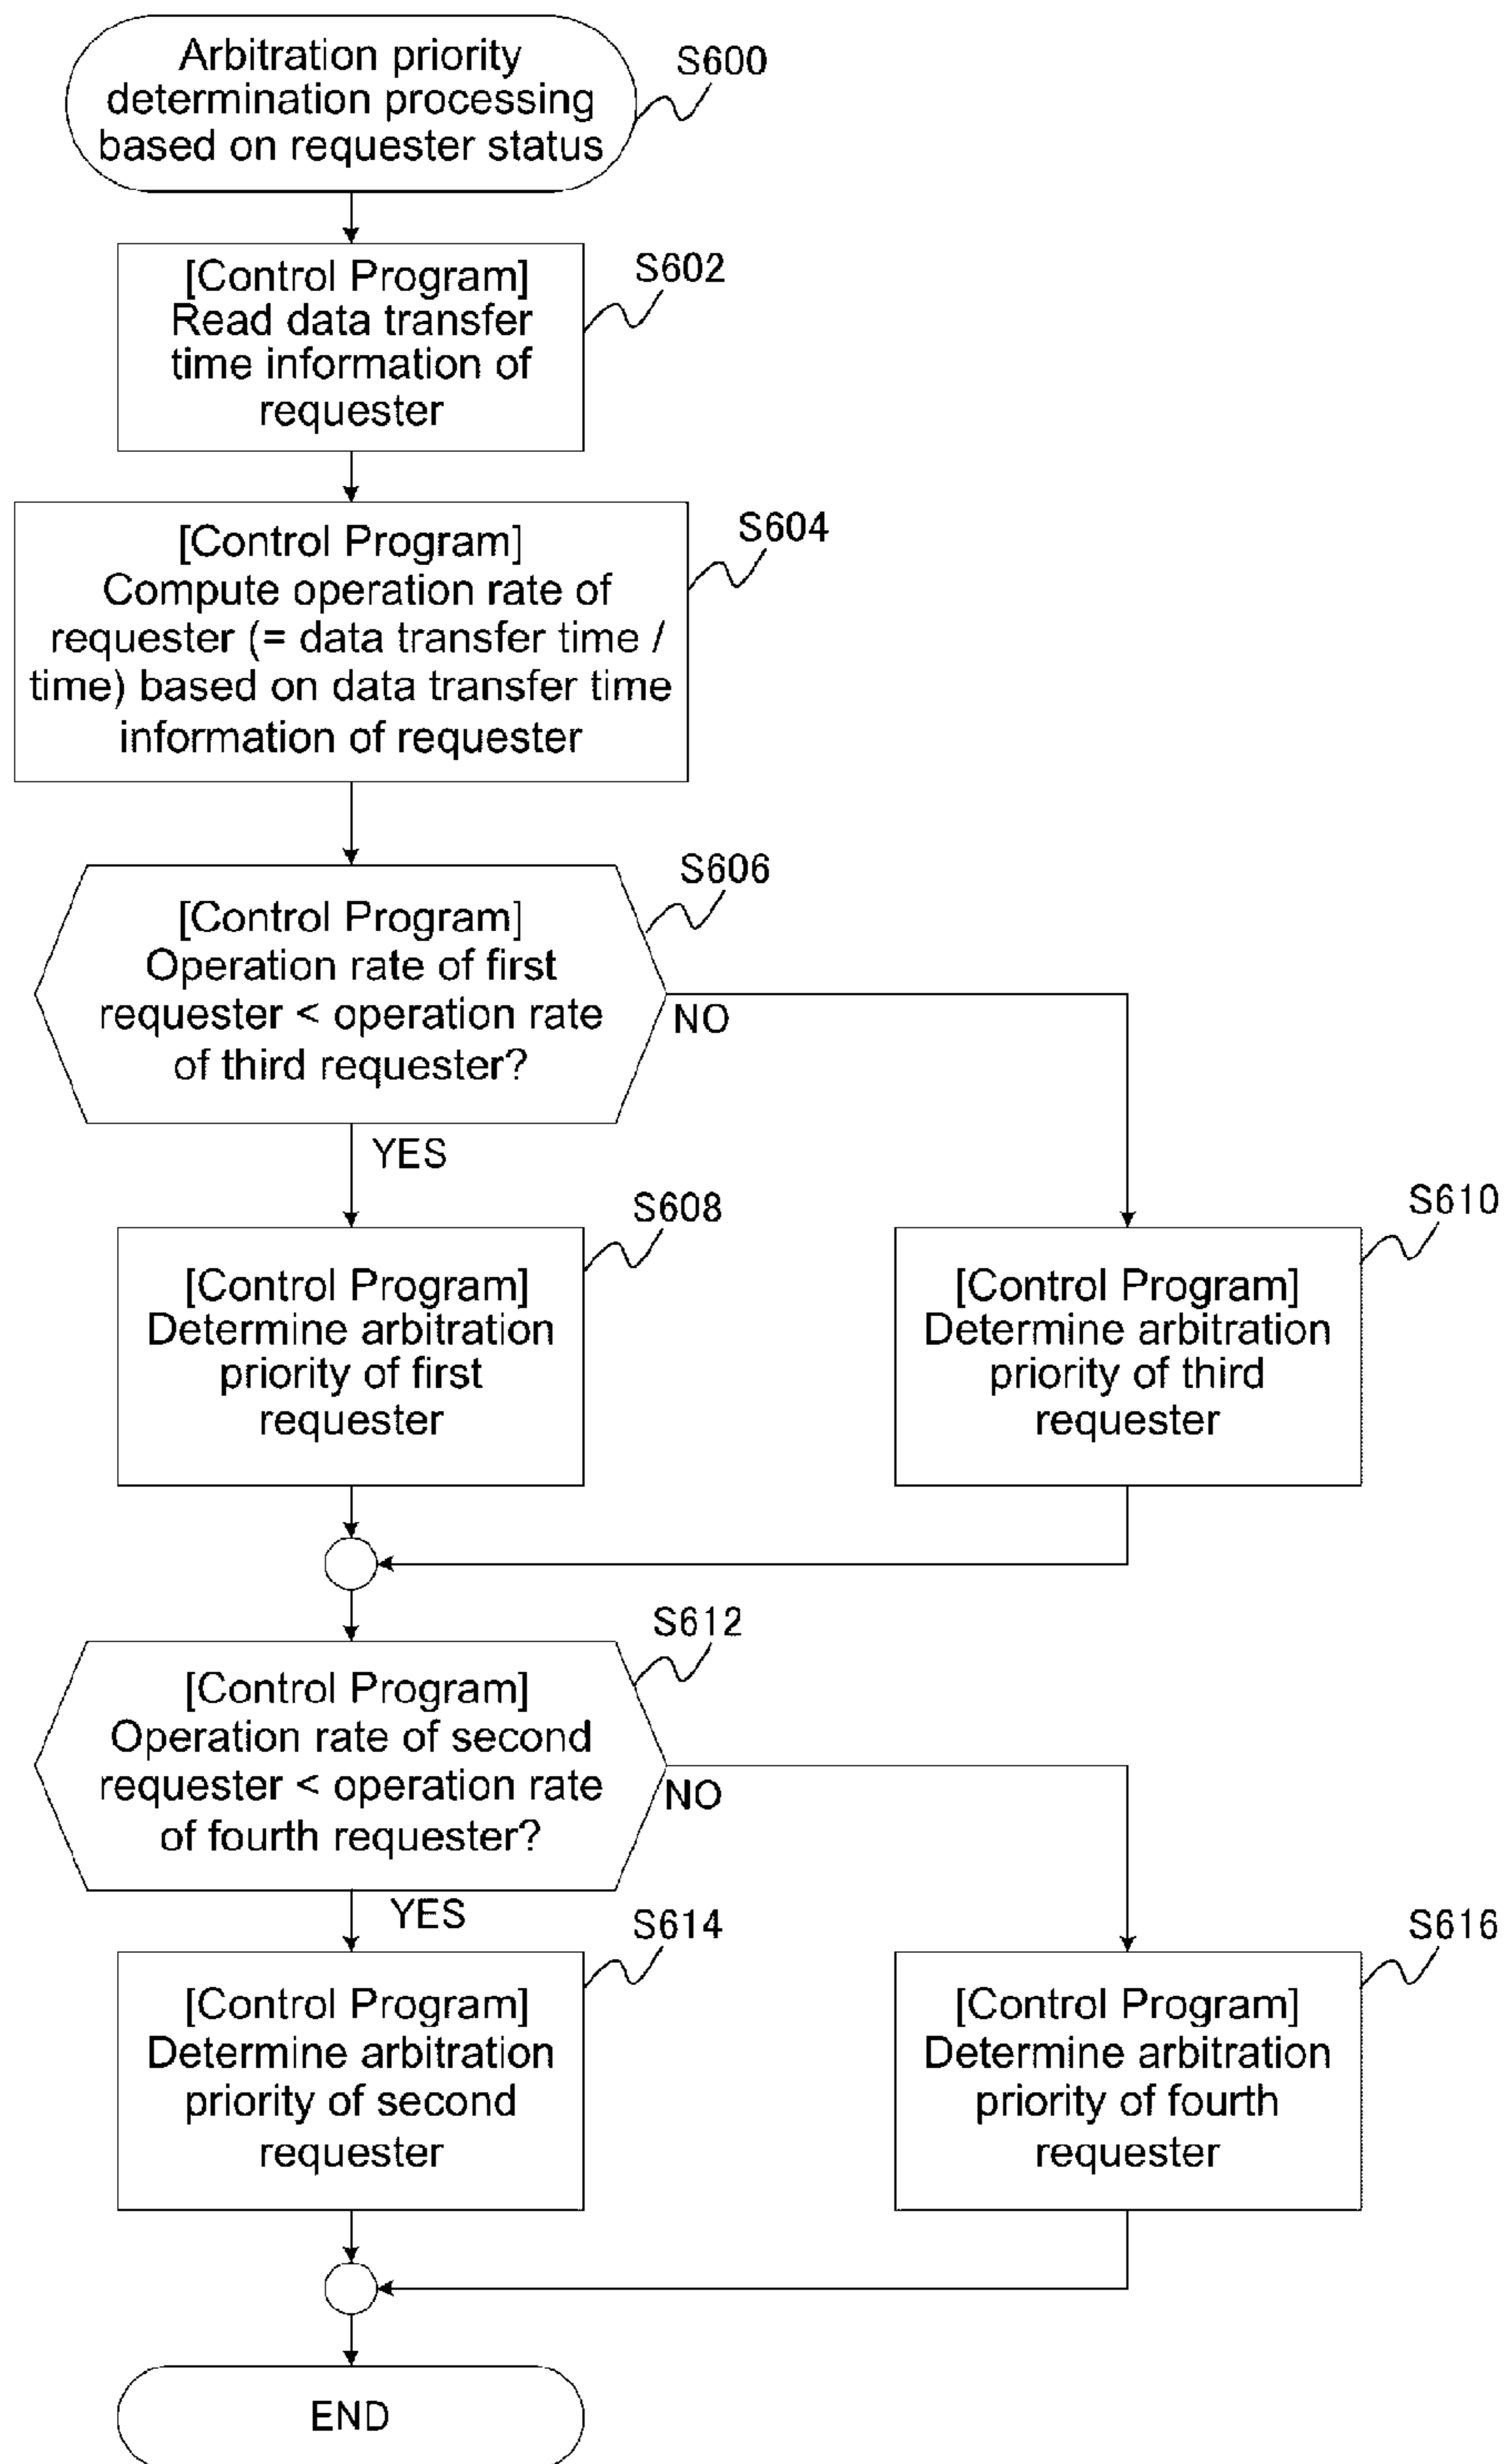 Arbitration priority
determination processing
based on requester status
S600
[Control Program]
Read data transfer
time information of
requester
S602
[Control Program]
Compute operation rate of
requester (= data transfer time /
time) based on data transfer time
information of requester
S604
[Control Program]
Operation rate of first
requester < operation rate
of third requester?
S606
NO
YES
[Control Program]
Determine arbitration
priority of first
requester
S608
[Control Program]
Determine arbitration
priority of third
requester
S610
[Control Program]
Operation rate of second
requester < operation rate
of fourth requester?
S612
NO
YES
[Control Program]
Determine arbitration
priority of second
requester
S614
[Control Program]
Determine arbitration
priority of fourth
requester
S616
END